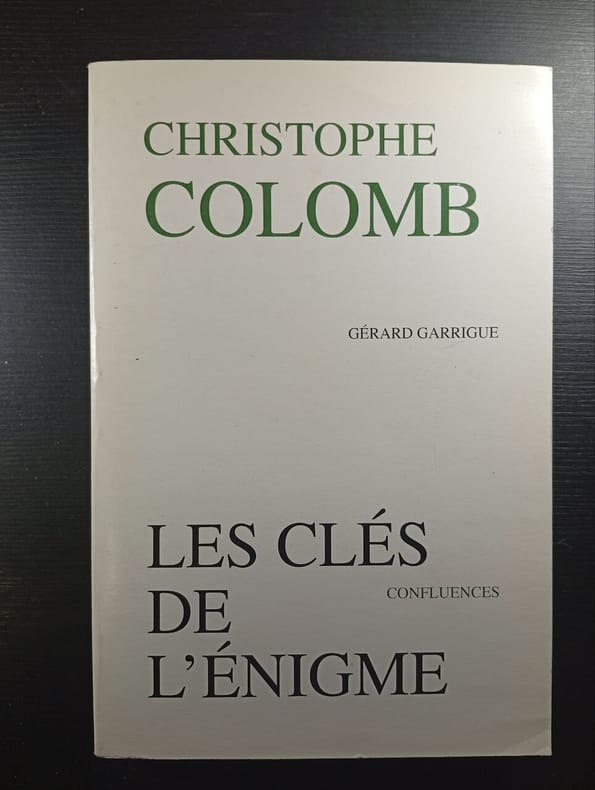 CHRISTOPHE
COLOMB
GÉRARD GARRIGUE
LES CLÉS
CONFLUENCES
DE
L'ÉNIGME